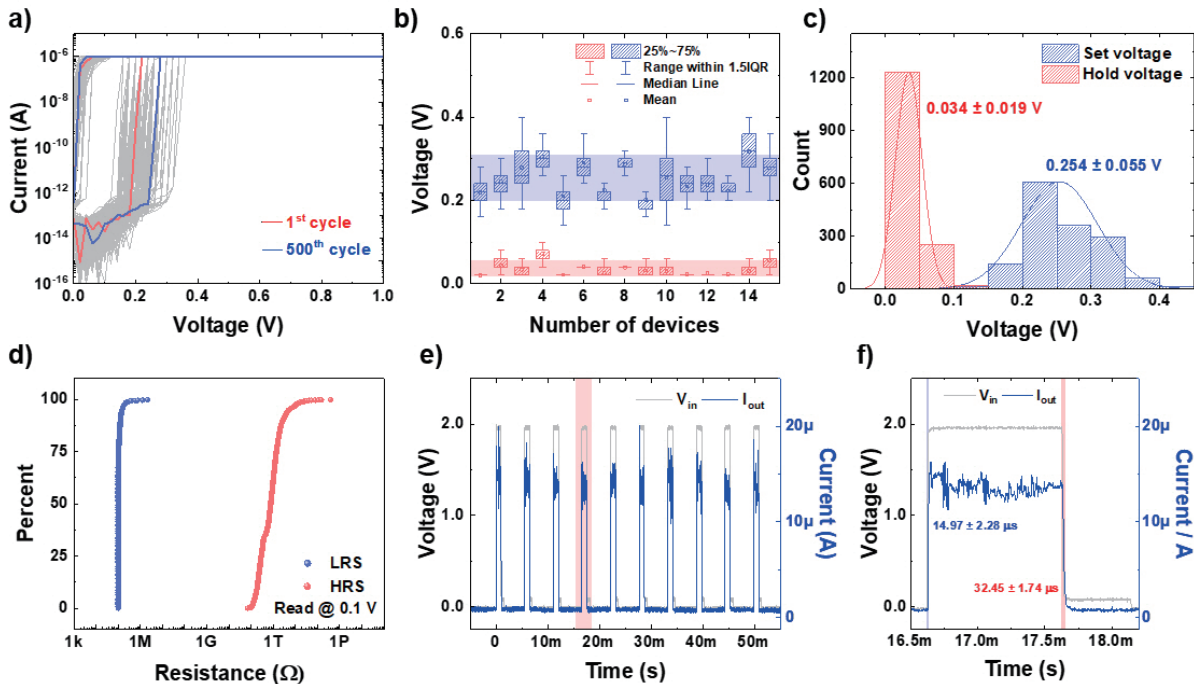 a)
10⁻⁶
10⁻⁸
10⁻¹⁰
10⁻¹²
10⁻¹⁴
10⁻¹⁶
Current (A)
1ˢᵗ cycle
500ᵗʰ cycle
0.0 0.2 0.4 0.6 0.8 1.0
Voltage (V)
b)
0.6
0.4
0.2
0.0
Voltage (V)
25%~75%
Range within 1.5IQR
Median Line
Mean
2 4 6 8 10 12 14
Number of devices
c)
1200
900
600
300
0
Count
Set voltage
Hold voltage
0.034 ± 0.019 V
0.254 ± 0.055 V
0.0 0.1 0.2 0.3 0.4
Voltage (V)
d)
100
75
50
25
0
Percent
LRS
HRS
Read @ 0.1 V
1k 1M 1G 1T 1P
Resistance (Ω)
e)
2.0
1.0
0.0
Voltage (V)
V_in I_out
20μ
10μ
0
Current (A)
0 10m 20m 30m 40m 50m
Time (s)
f)
2.0
1.0
0.0
Voltage (V)
V_in I_out
14.97 ± 2.28 μs
32.45 ± 1.74 μs
20μ
10μ
0
Current / A
16.5m 17.0m 17.5m 18.0m
Time (s)